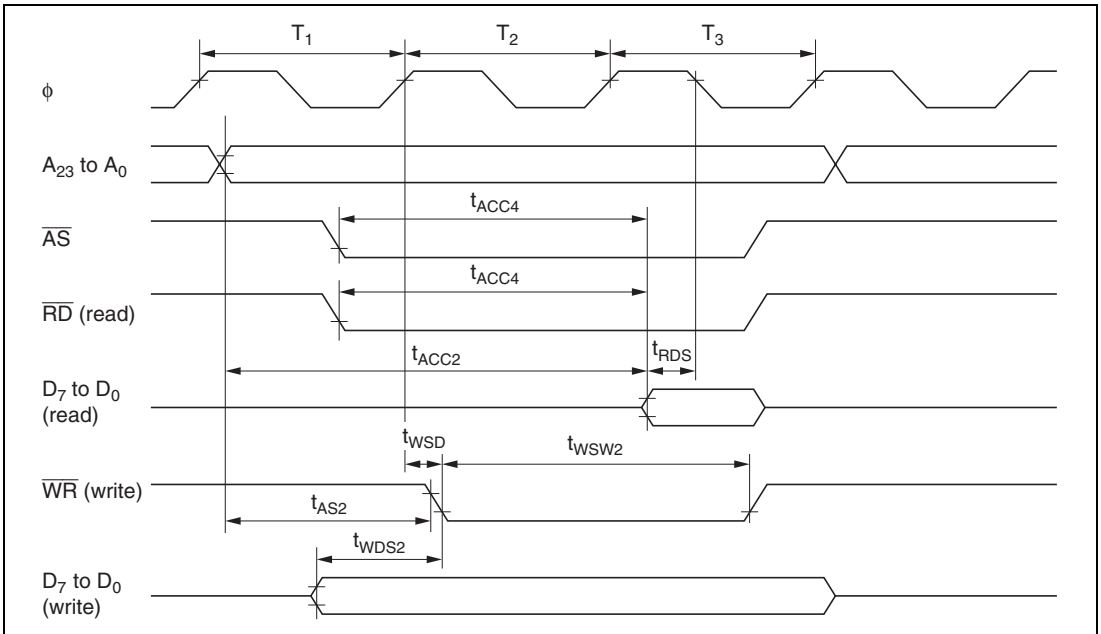 T1 T2 T3
φ
A23 to A0
tACC4
AS
tACC4
RD (read)
tACC2 tRDS
D7 to D0
(read)
tWSD tWSW2
WR (write)
tAS2
tWDS2
D7 to D0
(write)